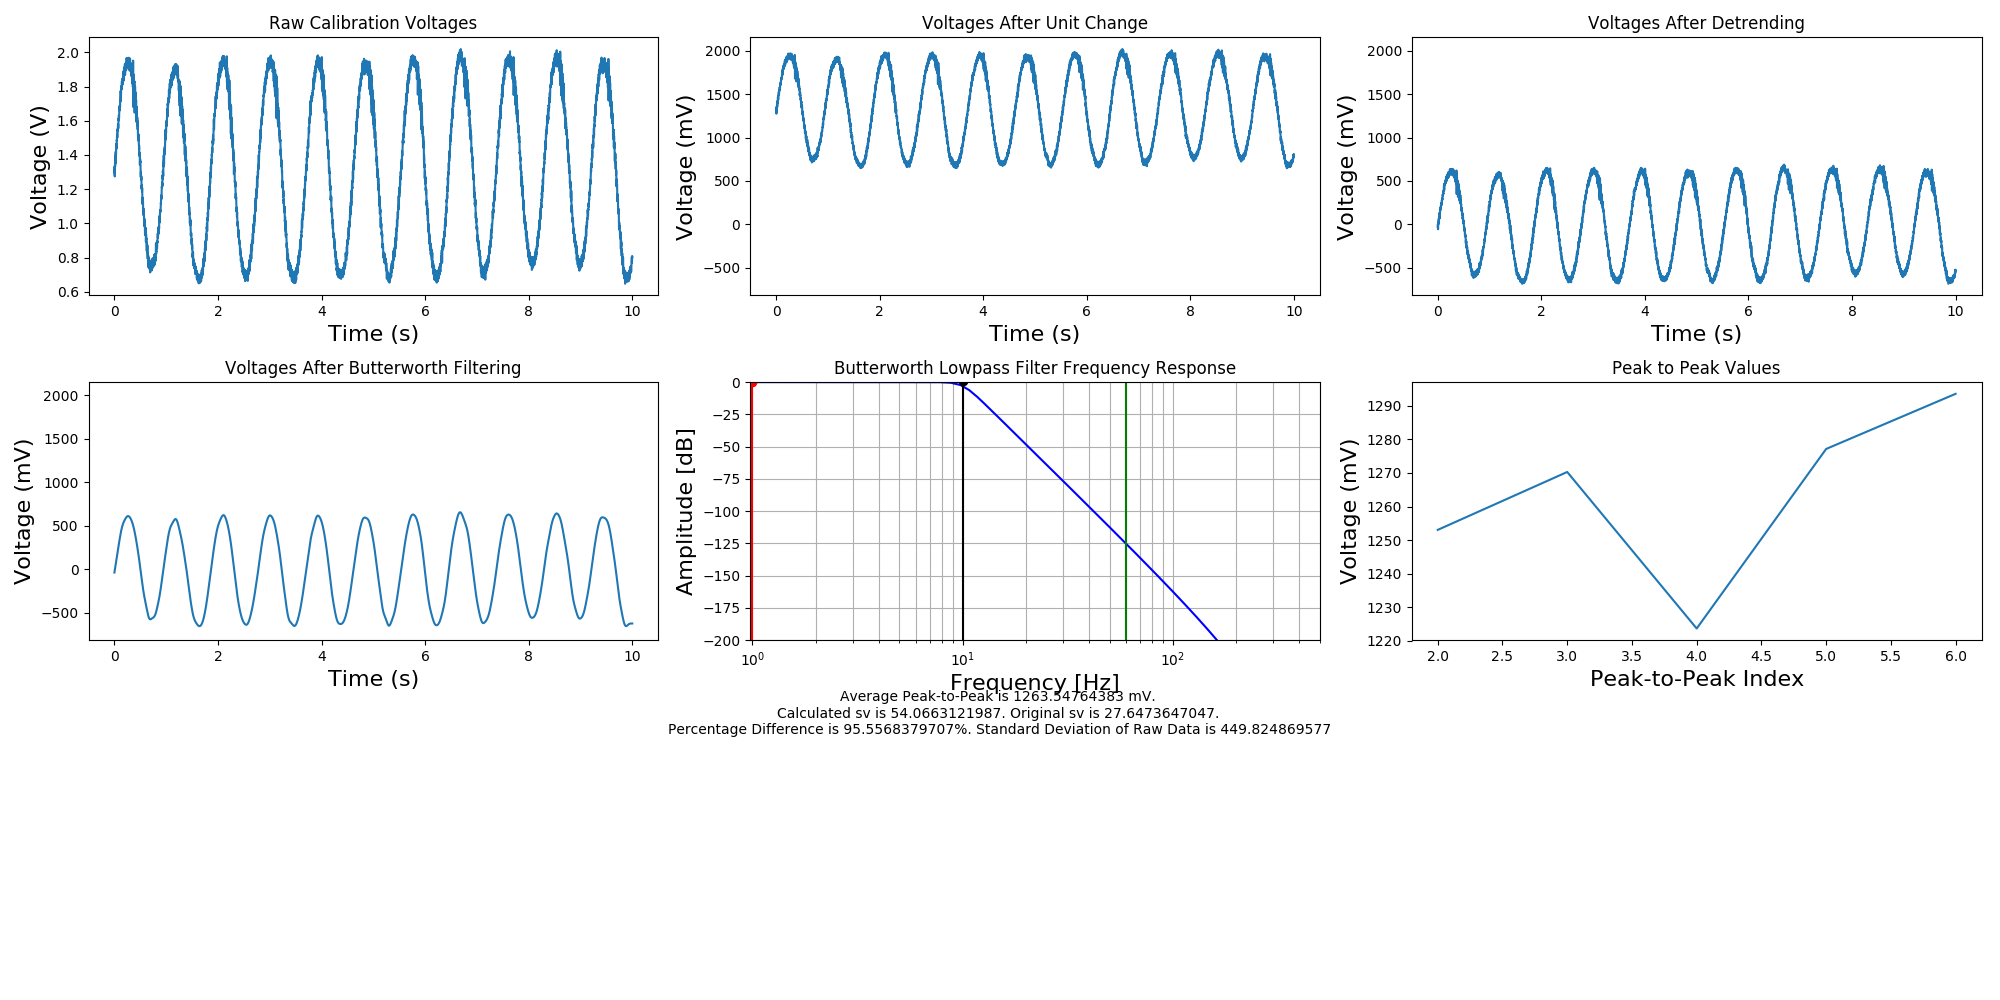 Raw Calibration Voltages
Voltage (V)
2.0
1.8
1.6
1.4
1.2
1.0
0.8
0.6
0 2 4 6 8 10
Time (s)
Voltages After Unit Change
Voltage (mV)
2000
1500
1000
500
0
−500
0 2 4 6 8 10
Time (s)
Voltages After Detrending
Voltage (mV)
2000
1500
1000
500
0
−500
0 2 4 6 8 10
Time (s)
Voltages After Butterworth Filtering
Voltage (mV)
2000
1500
1000
500
0
−500
0 2 4 6 8 10
Time (s)
Butterworth Lowpass Filter Frequency Response
Amplitude [dB]
0
−25
−50
−75
−100
−125
−150
−175
−200
10⁰ 10¹ 10²
Frequency [Hz]
Peak to Peak Values
Voltage (mV)
1290
1280
1270
1260
1250
1240
1230
1220
2.0 2.5 3.0 3.5 4.0 4.5 5.0 5.5 6.0
Peak-to-Peak Index
Average Peak-to-Peak is 1263.54764383 mV.
Calculated sv is 54.0663121987. Original sv is 27.6473647047.
Percentage Difference is 95.5568379707%. Standard Deviation of Raw Data is 449.824869577